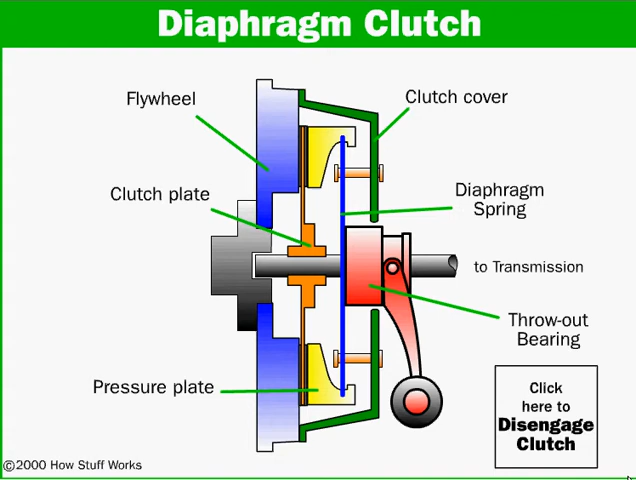 Diaphragm Clutch
Flywheel
Clutch cover
Clutch plate
Diaphragm
Spring
to Transmission
Throw-out
Bearing
Pressure plate
Click
here to
Disengage
Clutch
©2000 How Stuff Works